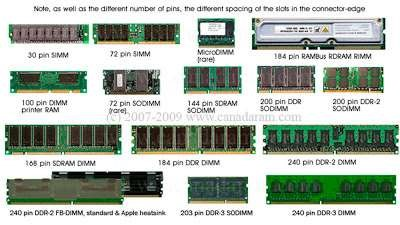 Note, as well as the different number of pins, the different spacing of the slots in the connector-edge
30 pin SIMM
72 pin SIMM
MicroDIMM
(rare)
184 pin RAMBus RDRAM RIMM
100 pin DIMM
printer RAM
72 pin SODIMM
(rare)
144 pin SDRAM
SODIMM
200 pin DDR
SODIMM
200 pin DDR-2
SODIMM
(c) 2007-2009 www.canadaram.com
168 pin SDRAM DIMM
184 pin DDR DIMM
240 pin DDR-2 DIMM
240 pin DDR-2 FB-DIMM, standard & Apple heatsink
203 pin DDR-3 SODIMM
240 pin DDR-3 DIMM